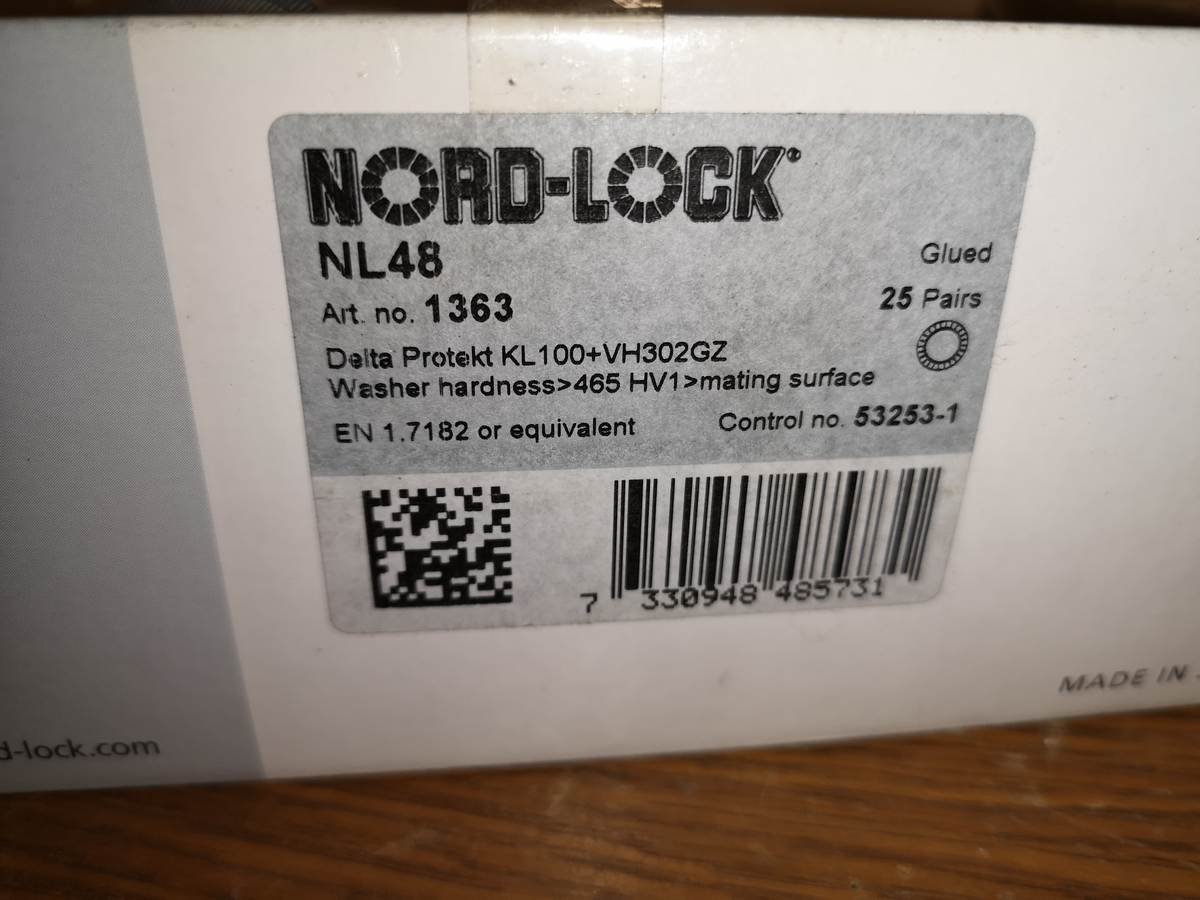 NORD-LOCK®
NL48
Glued
Art. no. 1363
25 Pairs
Delta Protekt KL100+VH302GZ
Washer hardness>465 HV1>mating surface
EN 1.7182 or equivalent
Control no. 53253-1
7 330948 485731
MADE IN
d-lock.com